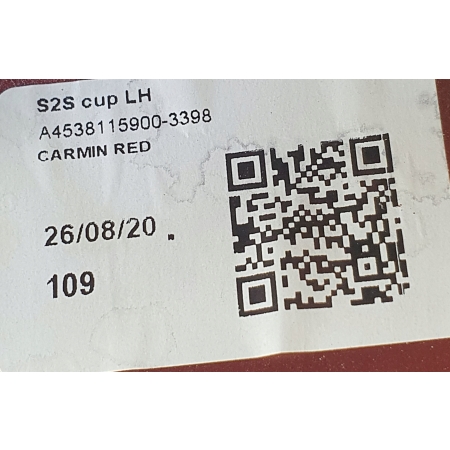 S2S cup LH
A4538115900-3398
CARMIN RED
26/08/20 .
109